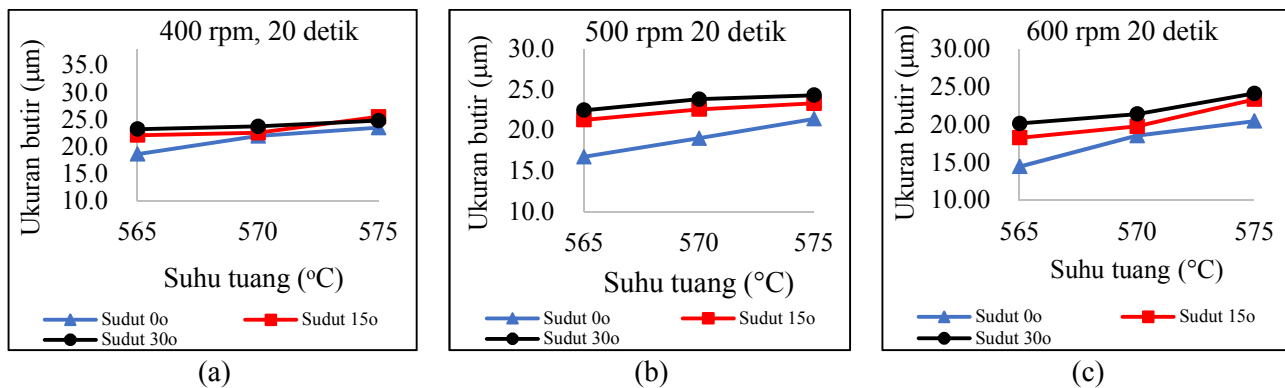 400 rpm, 20 detik
Ukuran butir (μm)
35.0
30.0
25.0
20.0
15.0
10.0
565 570 575
Suhu tuang (ᵒC)
Sudut 0o Sudut 15o
Sudut 30o
(a)
500 rpm 20 detik
Ukuran butir (μm)
30.0
25.0
20.0
15.0
10.0
565 570 575
Suhu tuang (°C)
Sudut 0o Sudut 15o
Sudut 30o
(b)
600 rpm 20 detik
Ukuran butir (μm)
30.00
25.00
20.00
15.00
10.00
565 570 575
Suhu tuang (°C)
Sudut 0o Sudut 15o
Sudut 30o
(c)